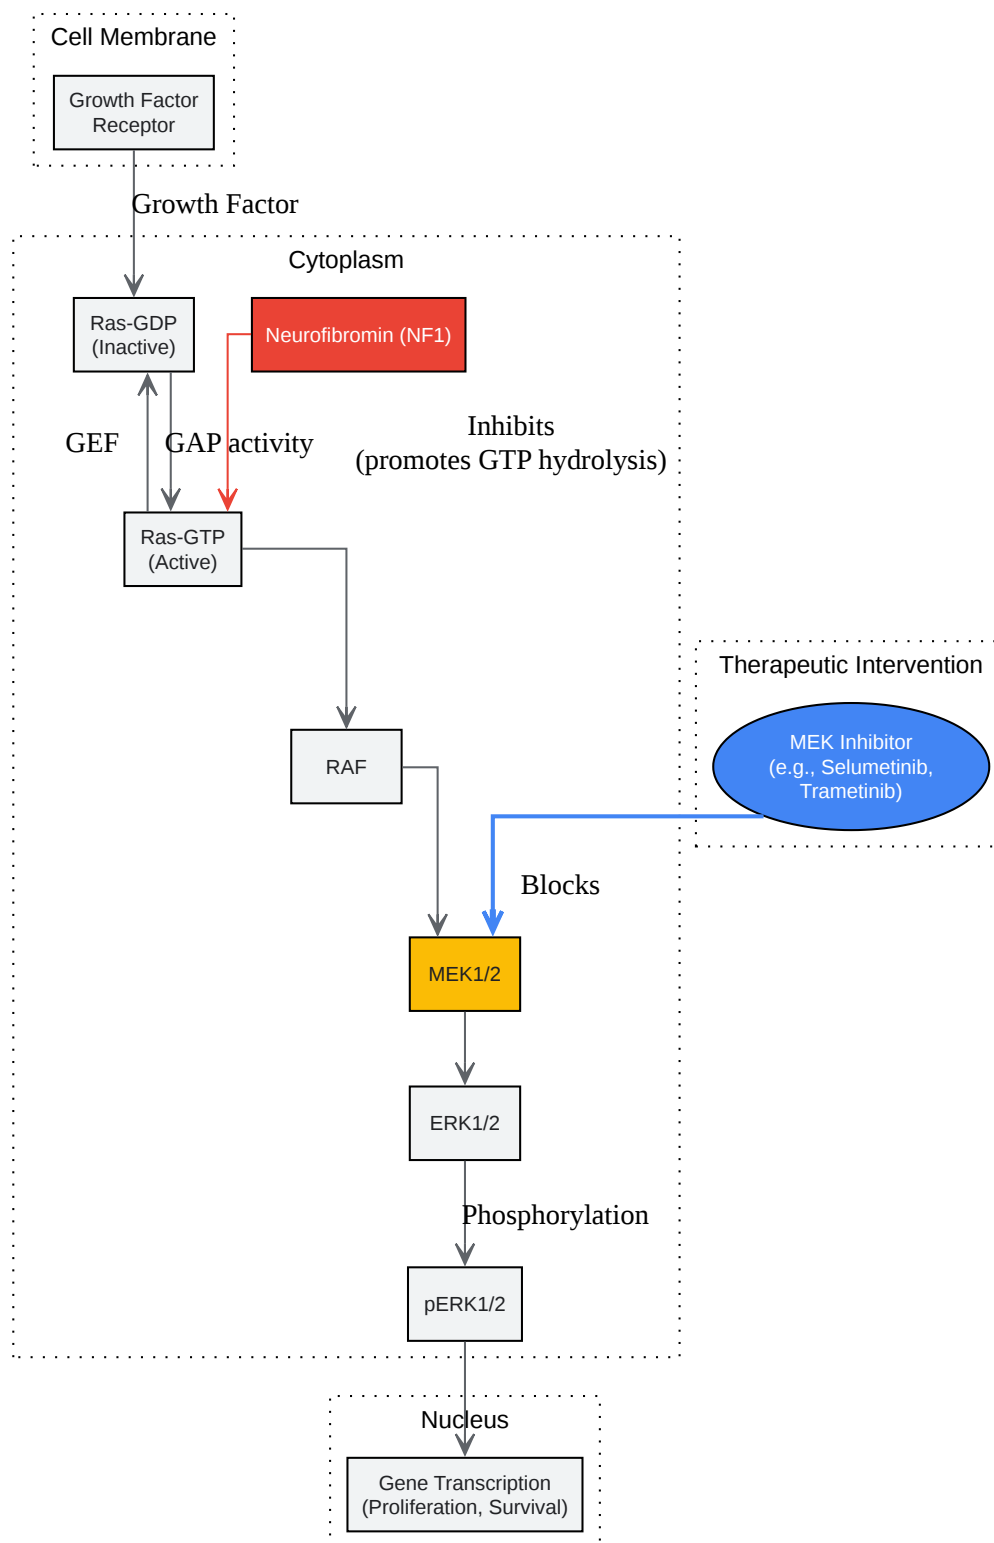 Cell Membrane
Growth Factor
Receptor
Growth Factor
Cytoplasm
Ras-GDP
(Inactive)
Neurofibromin (NF1)
GEF
GAP activity
Inhibits
(promotes GTP hydrolysis)
Ras-GTP
(Active)
Therapeutic Intervention
MEK Inhibitor
(e.g., Selumetinib,
Trametinib)
RAF
Blocks
MEK1/2
ERK1/2
Phosphorylation
pERK1/2
Nucleus
Gene Transcription
(Proliferation, Survival)